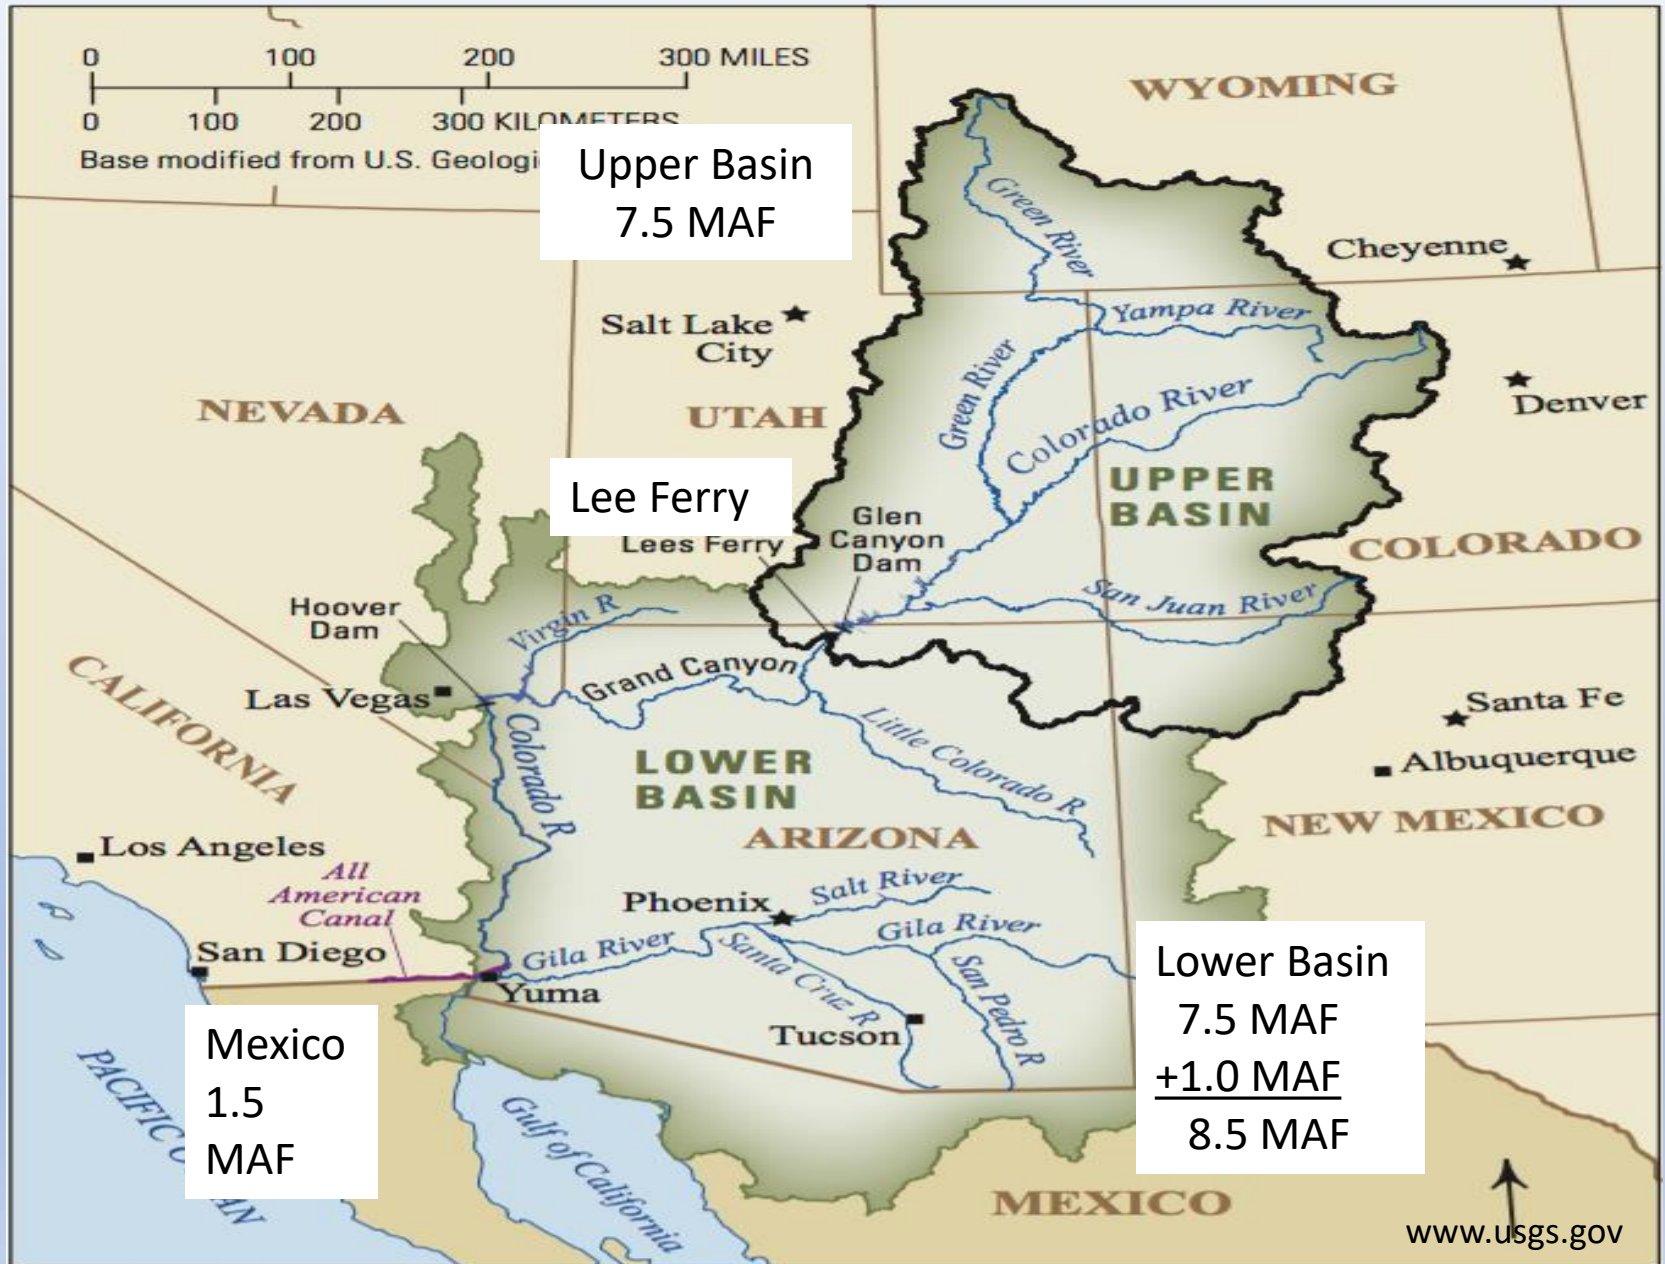 0 100 200 300 MILES
0 100 200 300 KILOMETERS
Base modified from U.S. Geologi
Upper Basin
7.5 MAF
WYOMING
Green River
Cheyenne
Yampa River
Salt Lake
City
Green River
Colorado River
Denver
NEVADA
UTAH
UPPER
BASIN
Lee Ferry
Lees Ferry
Glen
Canyon
Dam
COLORADO
San Juan River
Hoover
Dam
Virgin R
Grand Canyon
Las Vegas
CALIFORNIA
Santa Fe
Colorado R
Little Colorado R
Albuquerque
LOWER
BASIN
ARIZONA
NEW MEXICO
Los Angeles
All
American
Canal
Phoenix
Salt River
Gila River
San Diego
Gila River
Santa Cruz R
San Pedro R
Yuma
Tucson
Lower Basin
7.5 MAF
+1.0 MAF
8.5 MAF
Mexico
1.5
MAF
PACIFIC
Gulf of California
MEXICO
www.usgs.gov